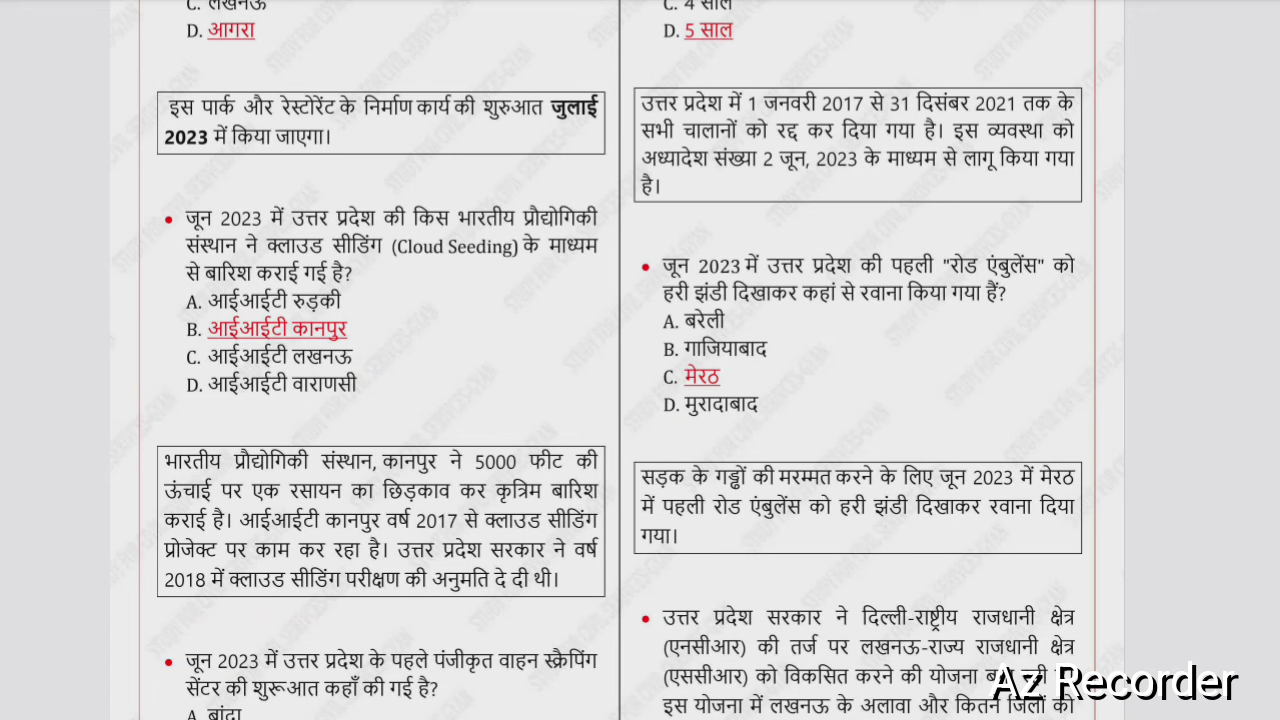 C. लखनऊ
D. आगरा
इस पार्क और रेस्टोरेंट के निर्माण कार्य की शुरुआत जुलाई
2023 में किया जाएगा।
• जून 2023 में उत्तर प्रदेश की किस भारतीय प्रौद्योगिकी
संस्थान ने क्लाउड सीडिंग (Cloud Seeding) के माध्यम
से बारिश कराई गई है?
A. आईआईटी रुड़की
B. आईआईटी कानपुर
C. आईआईटी लखनऊ
D. आईआईटी वाराणसी
भारतीय प्रौद्योगिकी संस्थान, कानपुर ने 5000 फीट की
ऊंचाई पर एक रसायन का छिड़काव कर कृत्रिम बारिश
कराई है। आईआईटी कानपुर वर्ष 2017 से क्लाउड सीडिंग
प्रोजेक्ट पर काम कर रहा है। उत्तर प्रदेश सरकार ने वर्ष
2018 में क्लाउड सीडिंग परीक्षण की अनुमति दे दी थी।
• जून 2023 में उत्तर प्रदेश के पहले पंजीकृत वाहन स्क्रैपिंग
सेंटर की शुरूआत कहाँ की गई है?
A. बांदा
C. 4 साल
D. 5 साल
उत्तर प्रदेश में 1 जनवरी 2017 से 31 दिसंबर 2021 तक के
सभी चालानों को रद्द कर दिया गया है। इस व्यवस्था को
अध्यादेश संख्या 2 जून, 2023 के माध्यम से लागू किया गया
है।
• जून 2023 में उत्तर प्रदेश की पहली "रोड एंबुलेंस" को
हरी झंडी दिखाकर कहां से रवाना किया गया हैं?
A. बरेली
B. गाजियाबाद
C. मेरठ
D. मुरादाबाद
सड़क के गड्ढों की मरम्मत करने के लिए जून 2023 में मेरठ
में पहली रोड एंबुलेंस को हरी झंडी दिखाकर रवाना दिया
गया।
• उत्तर प्रदेश सरकार ने दिल्ली-राष्ट्रीय राजधानी क्षेत्र
(एनसीआर) की तर्ज पर लखनऊ-राज्य राजधानी क्षेत्र
(एससीआर) को विकसित करने की योजना
इस योजना में लखनऊ के अलावा और कितने जिलों को
Az Recorder